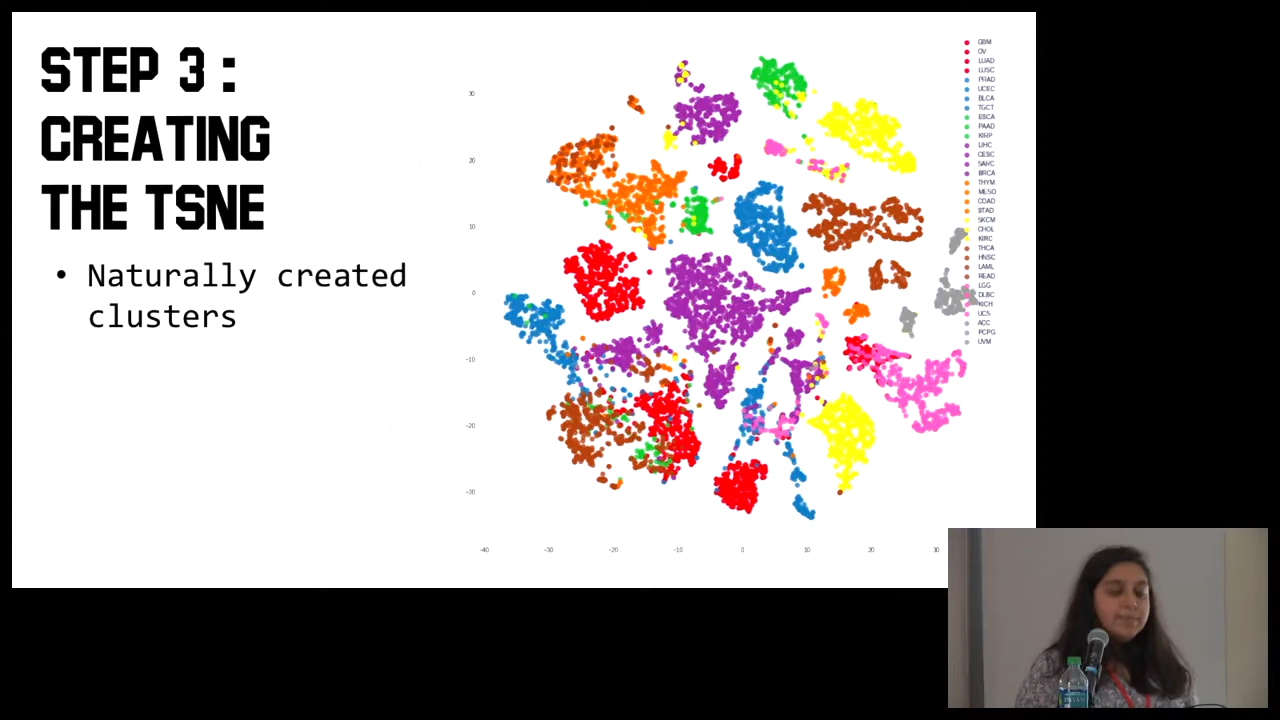 STEP 3 :
CREATING
THE TSNE
• Naturally created
clusters
GBM
OV
LUAD
LUSC
PRAD
UCEC
BLCA
TGCT
ESCA
PAAD
KIRP
LIHC
CESC
SARC
BRCA
THYM
MESO
COAD
STAD
SKCM
CHOL
KIRC
THCA
HNSC
LAML
READ
LGG
DLBC
KICH
UCS
ACC
PCPG
UVM
30
20
10
0
-10
-20
-30
-40 -30 -20 -10 0 10 20 30